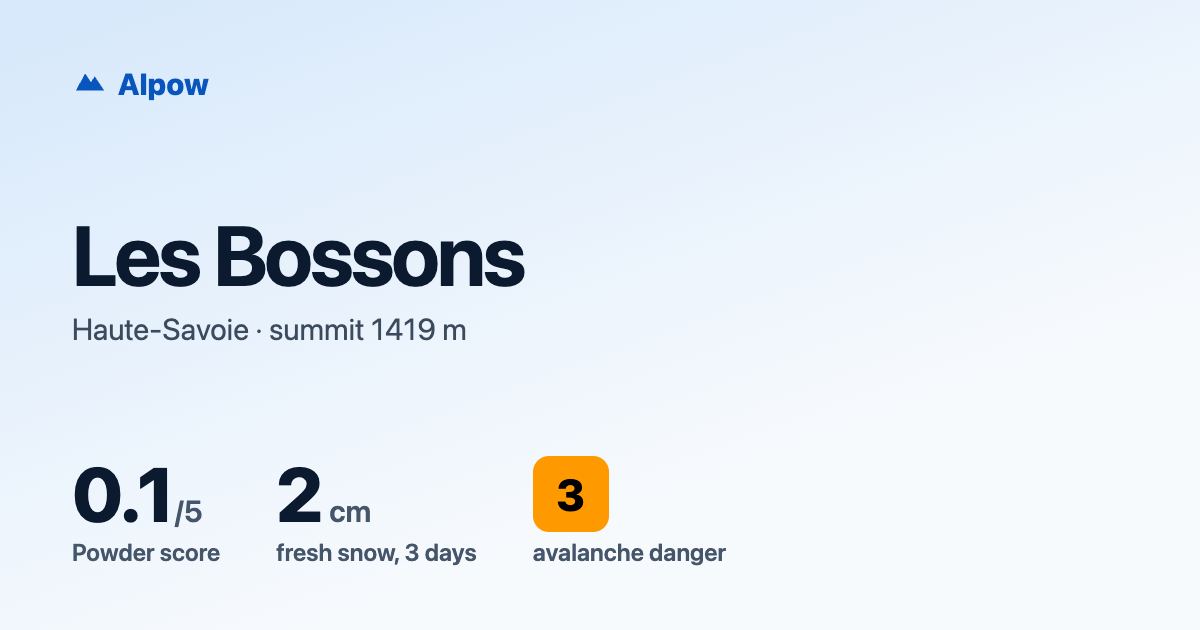 Alpow
Les Bossons
Haute-Savoie · summit 1419 m
0.1/5
Powder score
2 cm
fresh snow, 3 days
3
avalanche danger